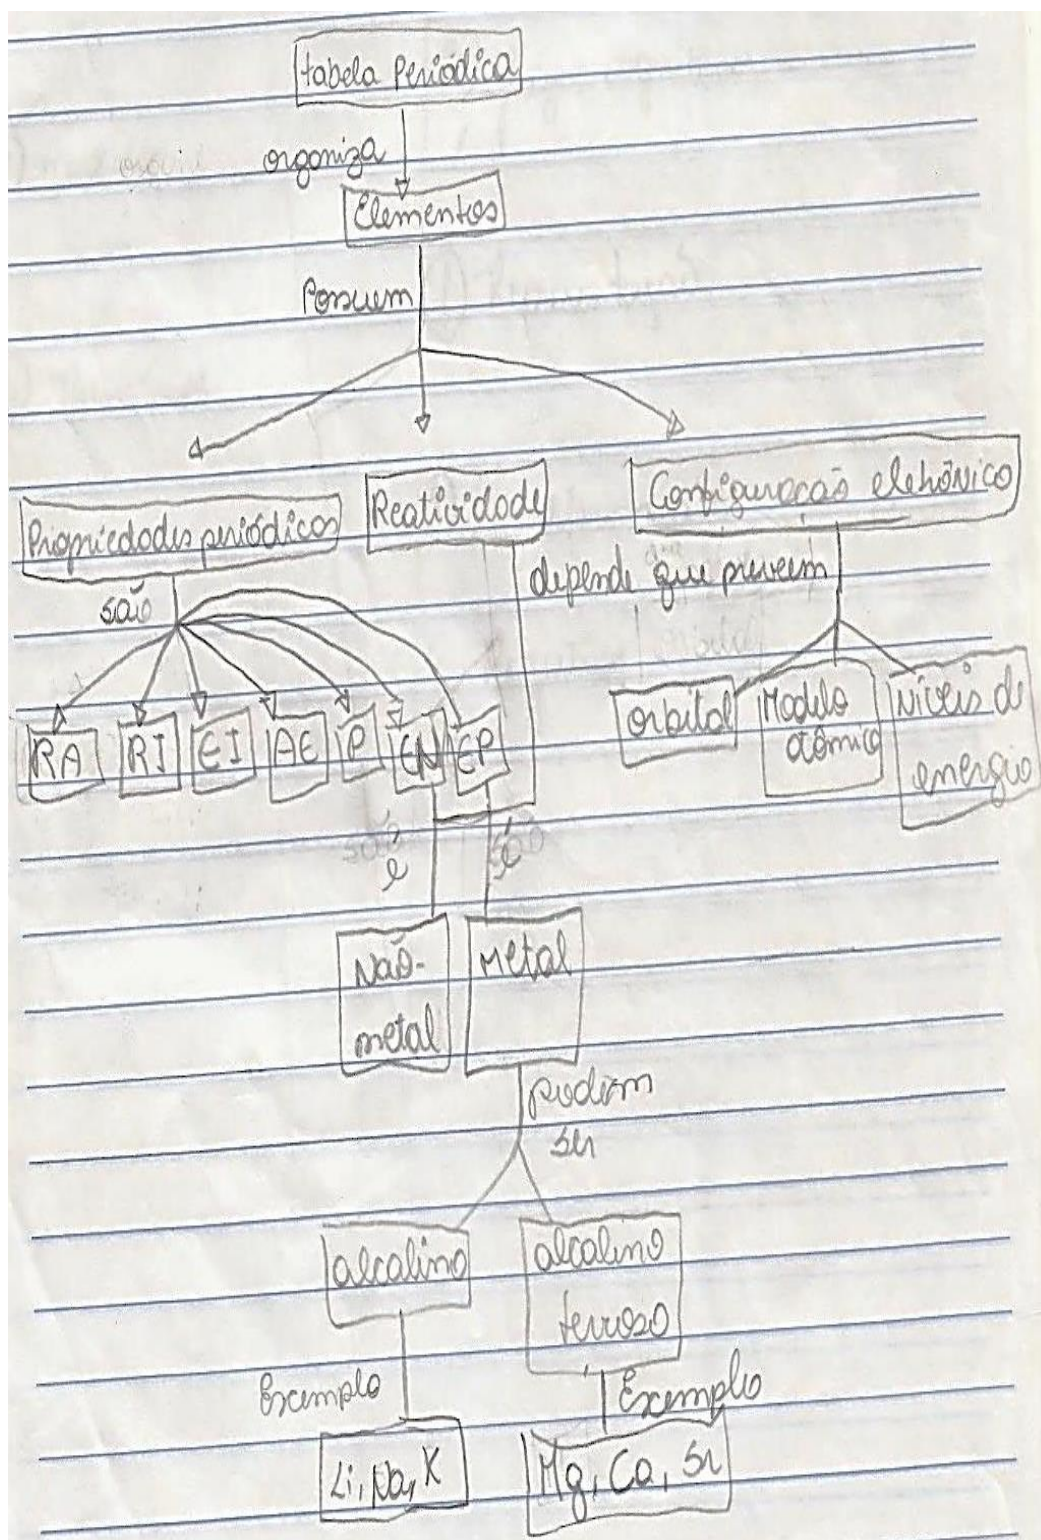 tabela periódica
organiza
Elementos
Possuem
Propriedades periódicas
Reatividade
Configuração eletrônica
são
depende
que preveem
RA
RI
EI
AE
P
EN
EP
orbital
Modelo
atômico
Níveis de
energia
é
é
Não-
metal
Metal
podem
ser
alcalino
alcalino
terroso
Exemplo
Exemplo
Li, Na, K
Mg, Ca, Sr